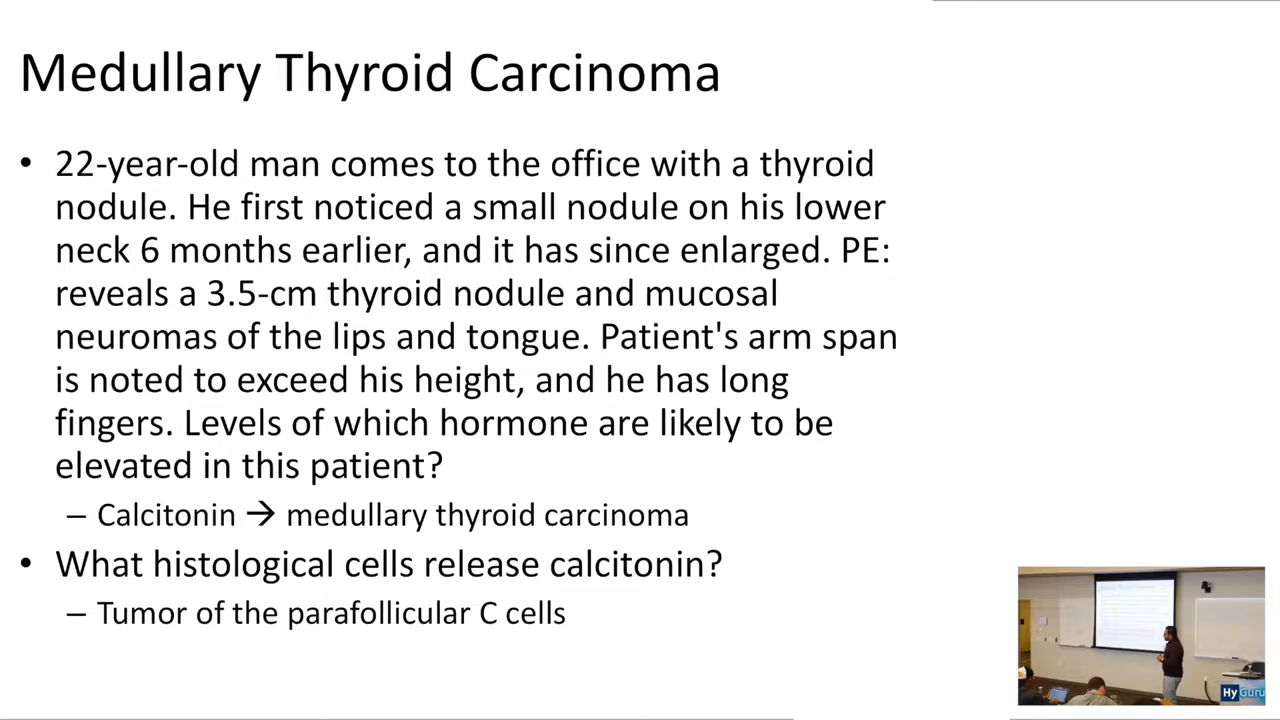 Medullary Thyroid Carcinoma
• 22-year-old man comes to the office with a thyroid
nodule. He first noticed a small nodule on his lower
neck 6 months earlier, and it has since enlarged. PE:
reveals a 3.5-cm thyroid nodule and mucosal
neuromas of the lips and tongue. Patient's arm span
is noted to exceed his height, and he has long
fingers. Levels of which hormone are likely to be
elevated in this patient?
– Calcitonin → medullary thyroid carcinoma
• What histological cells release calcitonin?
– Tumor of the parafollicular C cells
Hy Guru